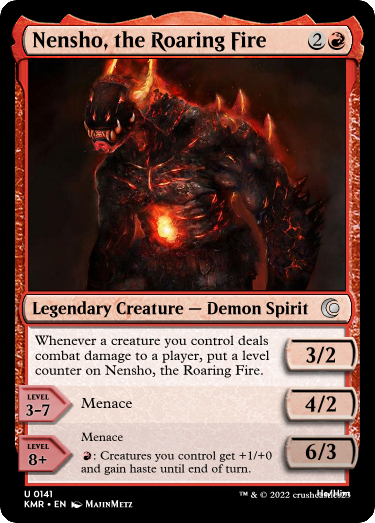 Nensho, the Roaring Fire 2
Legendary Creature — Demon Spirit
Whenever a creature you control deals
combat damage to a player, put a level
counter on Nensho, the Roaring Fire.
3/2
LEVEL
3-7
Menace
4/2
LEVEL
8+
Menace
: Creatures you control get +1/+0
and gain haste until end of turn.
6/3
U 0141
KMR • EN MajinMetz
™ & © 2022
He/Him